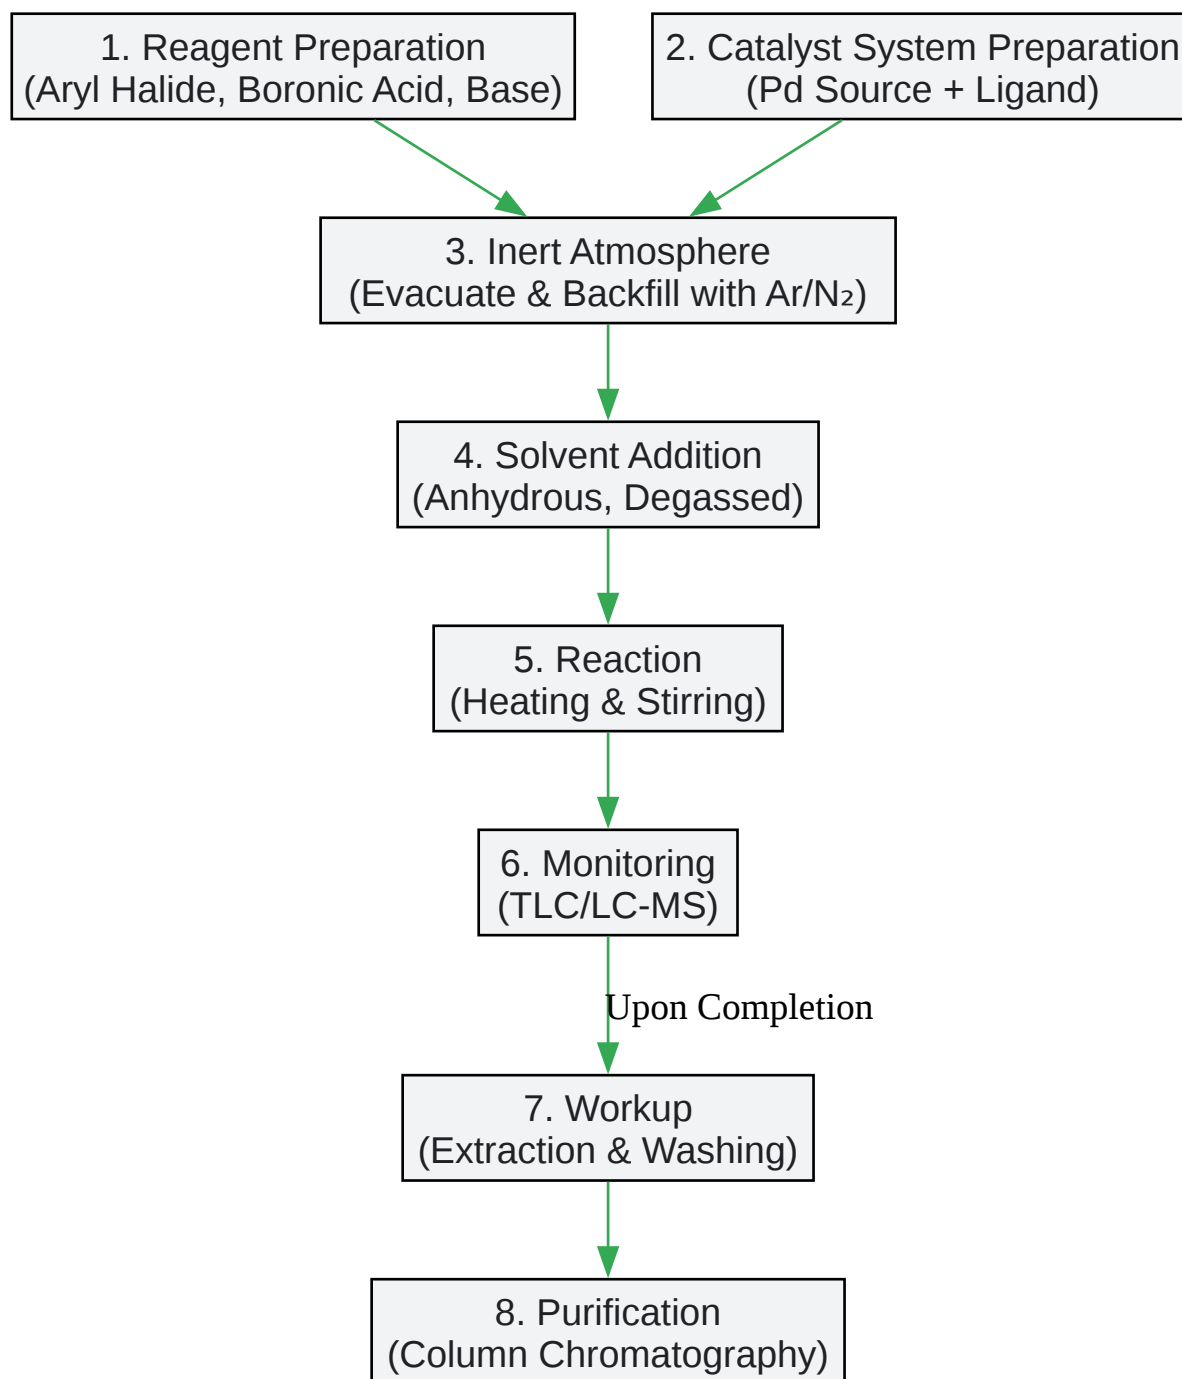 1. Reagent Preparation
(Aryl Halide, Boronic Acid, Base)
2. Catalyst System Preparation
(Pd Source + Ligand)
3. Inert Atmosphere
(Evacuate & Backfill with Ar/N₂)
4. Solvent Addition
(Anhydrous, Degassed)
5. Reaction
(Heating & Stirring)
6. Monitoring
(TLC/LC-MS)
Upon Completion
7. Workup
(Extraction & Washing)
8. Purification
(Column Chromatography)